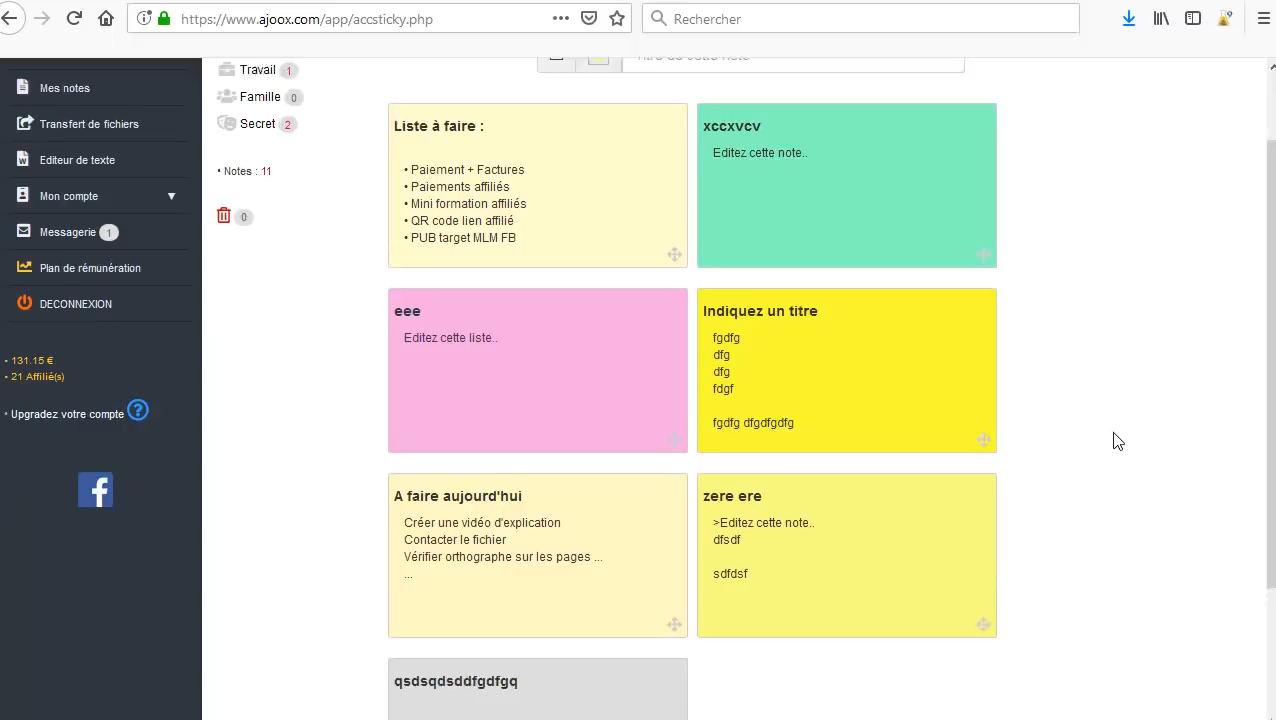 https://www.ajoox.com/app/accsticky.php
Rechercher
Mes notes
Transfert de fichiers
Editeur de texte
Mon compte
Messagerie 1
Plan de rémunération
DECONNEXION
• 131.15 €
• 21 Affilié(s)
• Upgradez votre compte ?
f
Travail 1
Famille 0
Secret 2
• Notes : 11
0
Titre de cette note
Liste à faire :
• Paiement + Factures
• Paiements affiliés
• Mini formation affiliés
• QR code lien affilié
• PUB target MLM FB
xccxvcv
Editez cette note..
eee
Editez cette liste..
Indiquez un titre
fgdfg
dfg
dfg
fdgf
fgdfg dfgdfgdfg
A faire aujourd'hui
Créer une vidéo d'explication
Contacter le fichier
Vérifier orthographe sur les pages ...
...
zere ere
>Editez cette note..
dfsdf
sdfdsf
qsdsqdsddfgdfgq